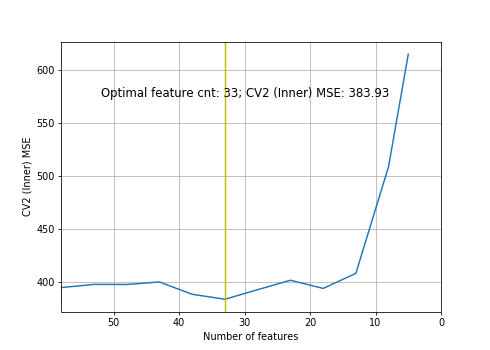 Optimal feature cnt: 33; CV2 (Inner) MSE: 383.93
600
550
500
450
400
CV2 (Inner) MSE
50 40 30 20 10 0
Number of features